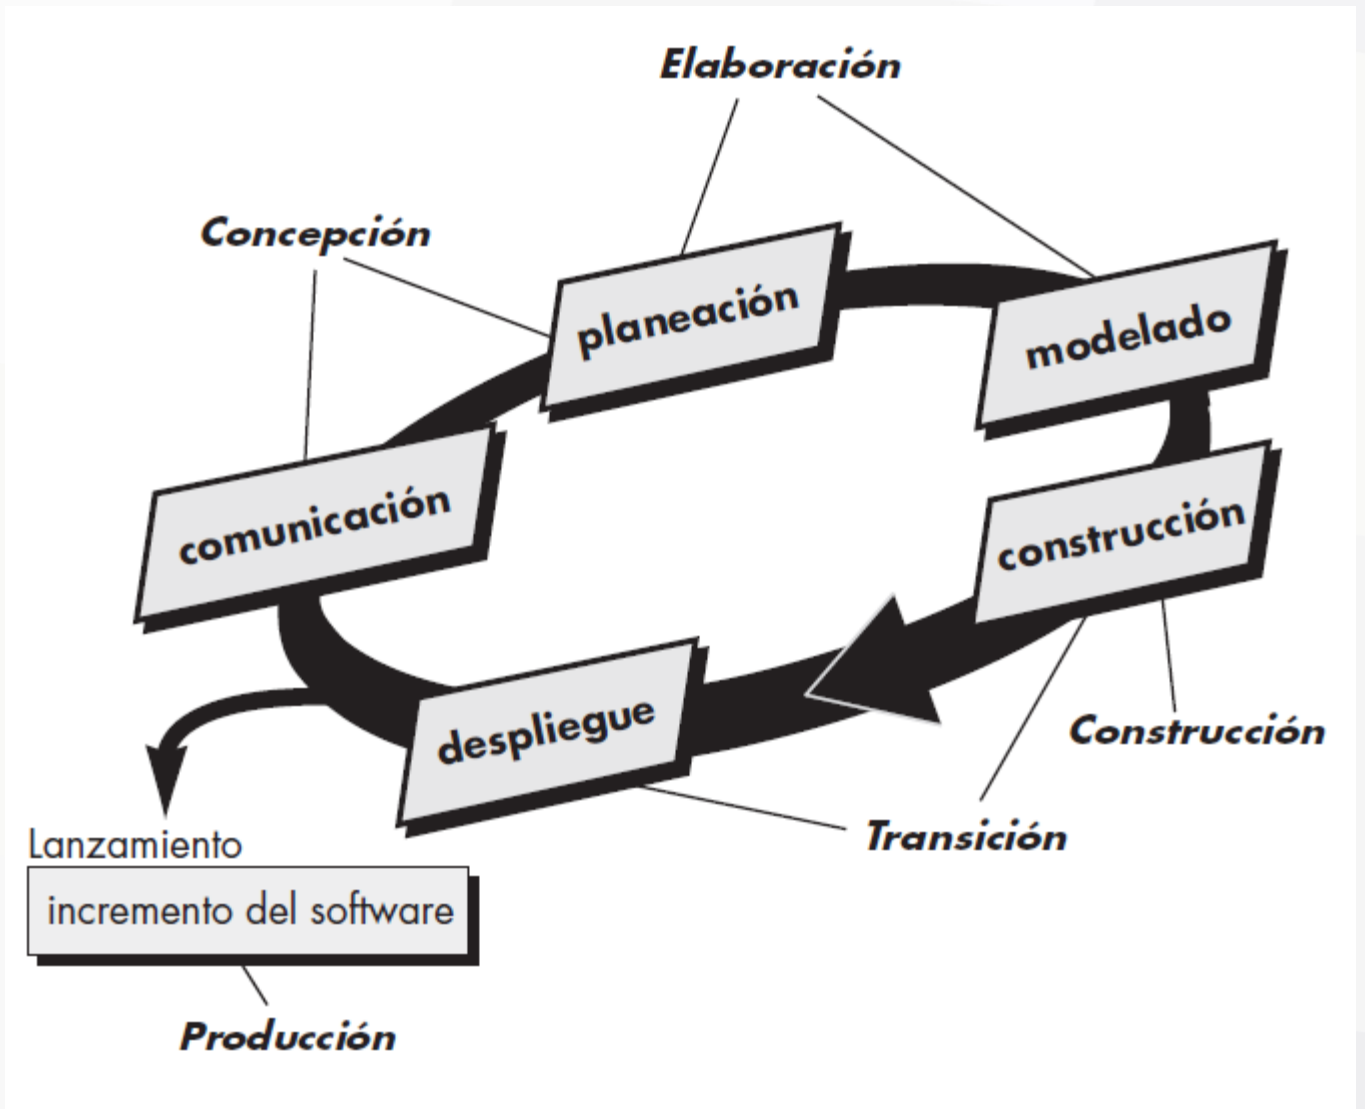 Elaboración
Concepción
planeación
modelado
comunicación
construcción
despliegue
Construcción
Transición
Lanzamiento
incremento del software
Producción